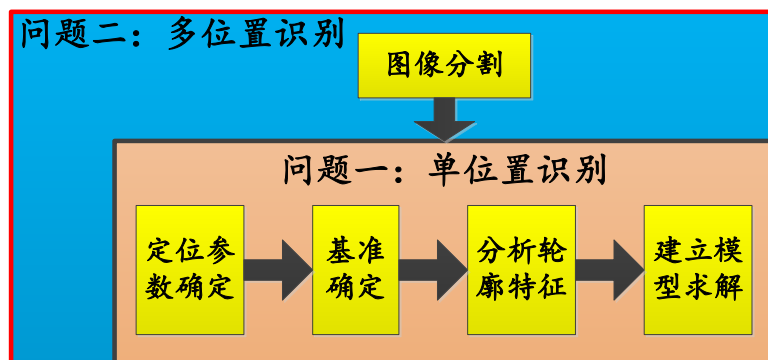 问题二：多位置识别
图像分割
问题一：单位置识别
定位参
数确定
基准
确定
分析轮
廓特征
建立模
型求解